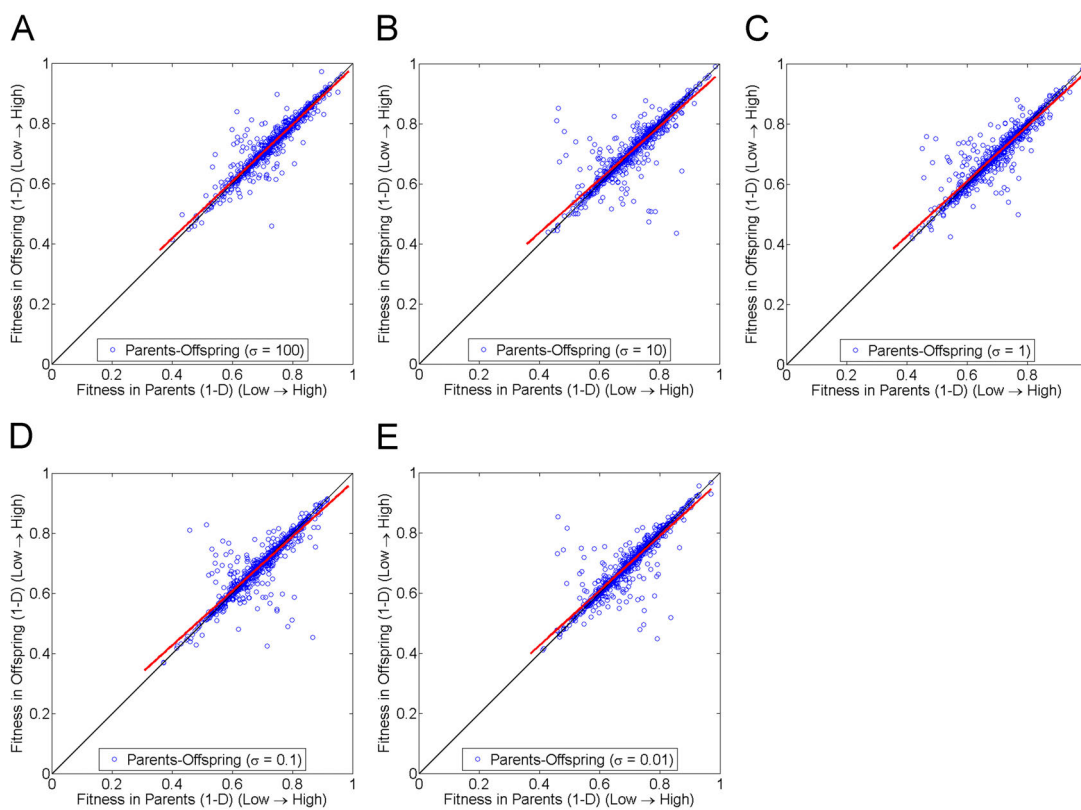 A
B
C
1
0.8
0.6
0.4
0.2
0
Fitness in Offspring (1-D) (Low → High)
Parents-Offspring (σ = 100)
0 0.2 0.4 0.6 0.8 1
Fitness in Parents (1-D) (Low → High)
1
0.8
0.6
0.4
0.2
0
Fitness in Offspring (1-D) (Low → High)
Parents-Offspring (σ = 10)
0 0.2 0.4 0.6 0.8 1
Fitness in Parents (1-D) (Low → High)
1
0.8
0.6
0.4
0.2
0
Fitness in Offspring (1-D) (Low → High)
Parents-Offspring (σ = 1)
0 0.2 0.4 0.6 0.8
Fitness in Parents (1-D) (Low → High)
D
E
1
0.8
0.6
0.4
0.2
0
Fitness in Offspring (1-D) (Low → High)
Parents-Offspring (σ = 0.1)
0 0.2 0.4 0.6 0.8 1
Fitness in Parents (1-D) (Low → High)
1
0.8
0.6
0.4
0.2
0
Fitness in Offspring (1-D) (Low → High)
Parents-Offspring (σ = 0.01)
0 0.2 0.4 0.6 0.8 1
Fitness in Parents (1-D) (Low → High)